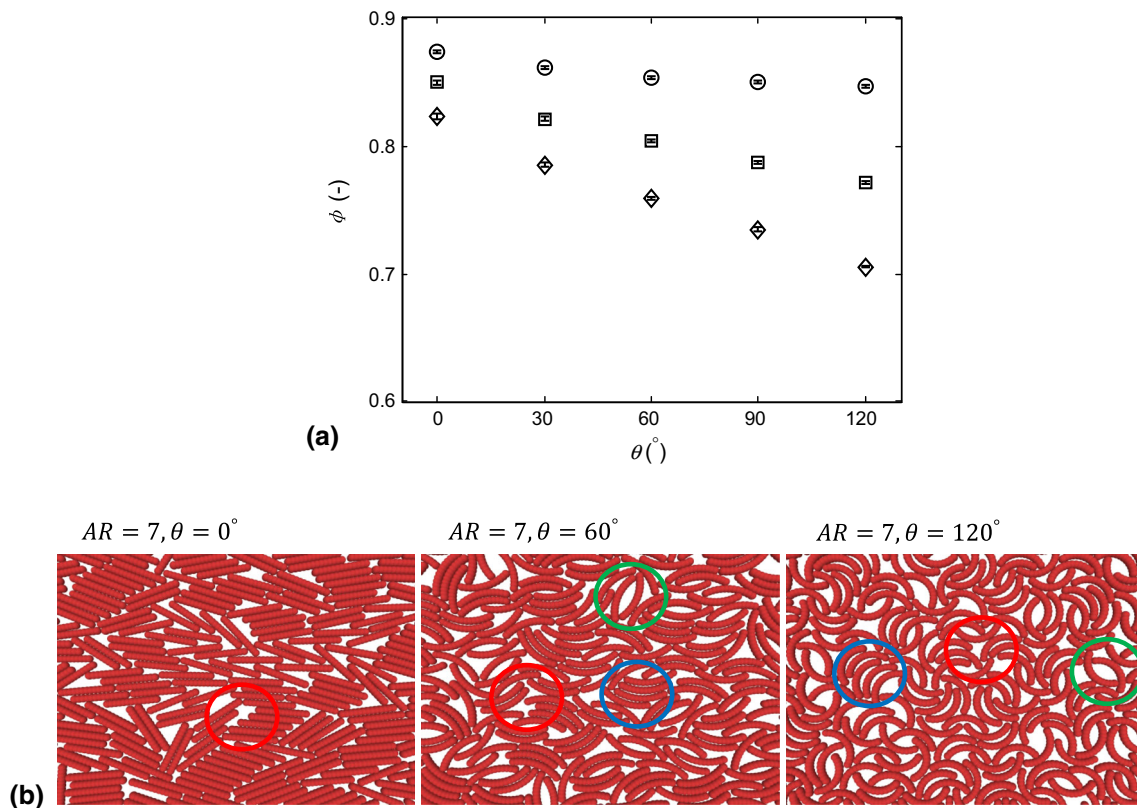 0.9
0.8
ϕ (-)
0.7
0.6
0 30 60 90 120
(a)
θ (°)
AR = 7, θ = 0° AR = 7, θ = 60° AR = 7, θ = 120°
(b)